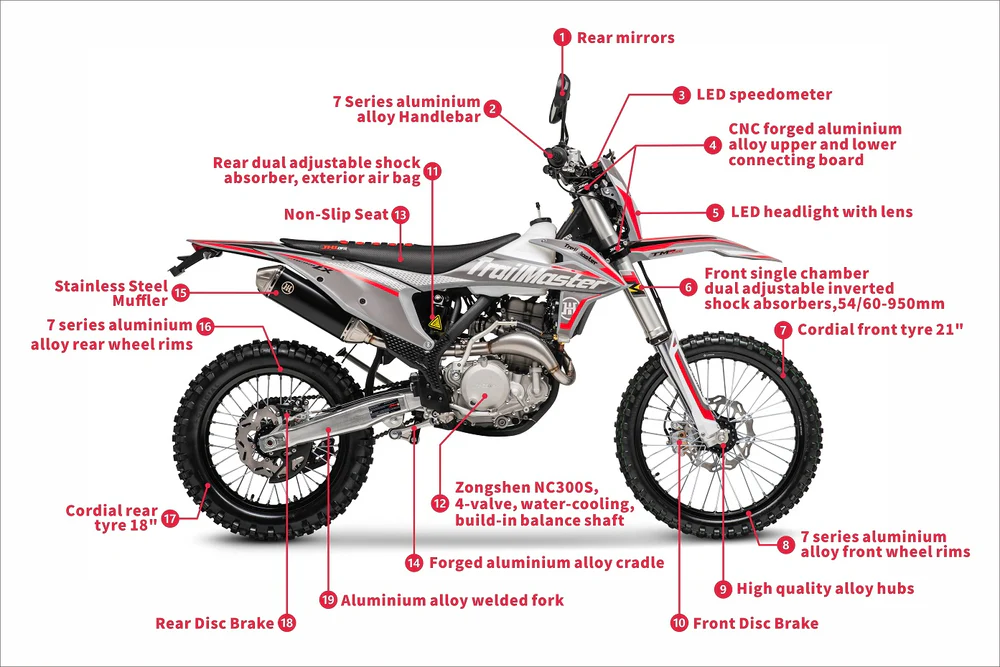 1 Rear mirrors
7 Series aluminium
alloy Handlebar 2
3 LED speedometer
4 CNC forged aluminium
alloy upper and lower
connecting board
Rear dual adjustable shock
absorber, exterior air bag 11
Non-Slip Seat 13
5 LED headlight with lens
Stainless Steel
Muffler 15
6 Front single chamber
dual adjustable inverted
shock absorbers,54/60-950mm
7 series aluminium 16
alloy rear wheel rims
7 Cordial front tyre 21"
TrailMaster
TrailMaster
Cordial rear
tyre 18" 17
12 Zongshen NC300S,
4-valve, water-cooling,
build-in balance shaft
8 7 series aluminium
alloy front wheel rims
14 Forged aluminium alloy cradle
9 High quality alloy hubs
19 Aluminium alloy welded fork
Rear Disc Brake 18
10 Front Disc Brake